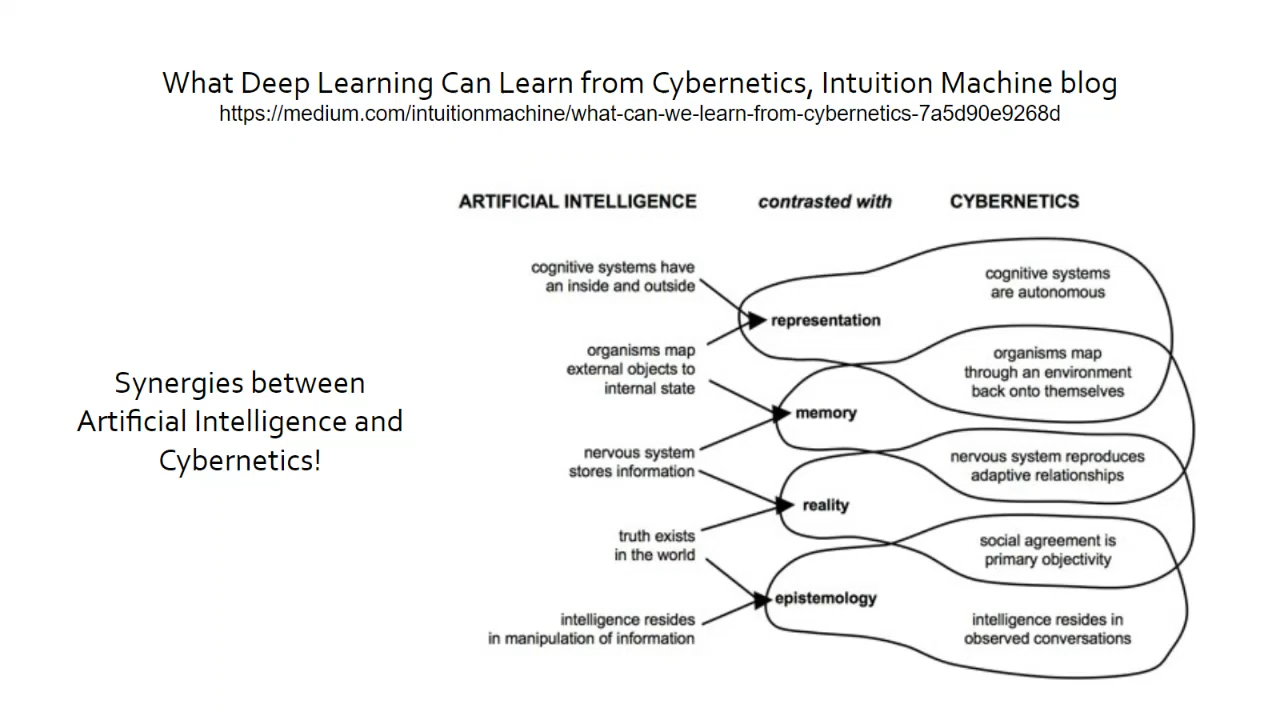 What Deep Learning Can Learn from Cybernetics, Intuition Machine blog
https://medium.com/intuitionmachine/what-can-we-learn-from-cybernetics-7a5d90e9268d
Synergies between
Artificial Intelligence and
Cybernetics!
ARTIFICIAL INTELLIGENCE contrasted with CYBERNETICS
cognitive systems have
an inside and outside
organisms map
external objects to
internal state
nervous system
stores information
truth exists
in the world
intelligence resides
in manipulation of information
representation
memory
reality
epistemology
cognitive systems
are autonomous
organisms map
through an environment
back onto themselves
nervous system reproduces
adaptive relationships
social agreement is
primary objectivity
intelligence resides in
observed conversations